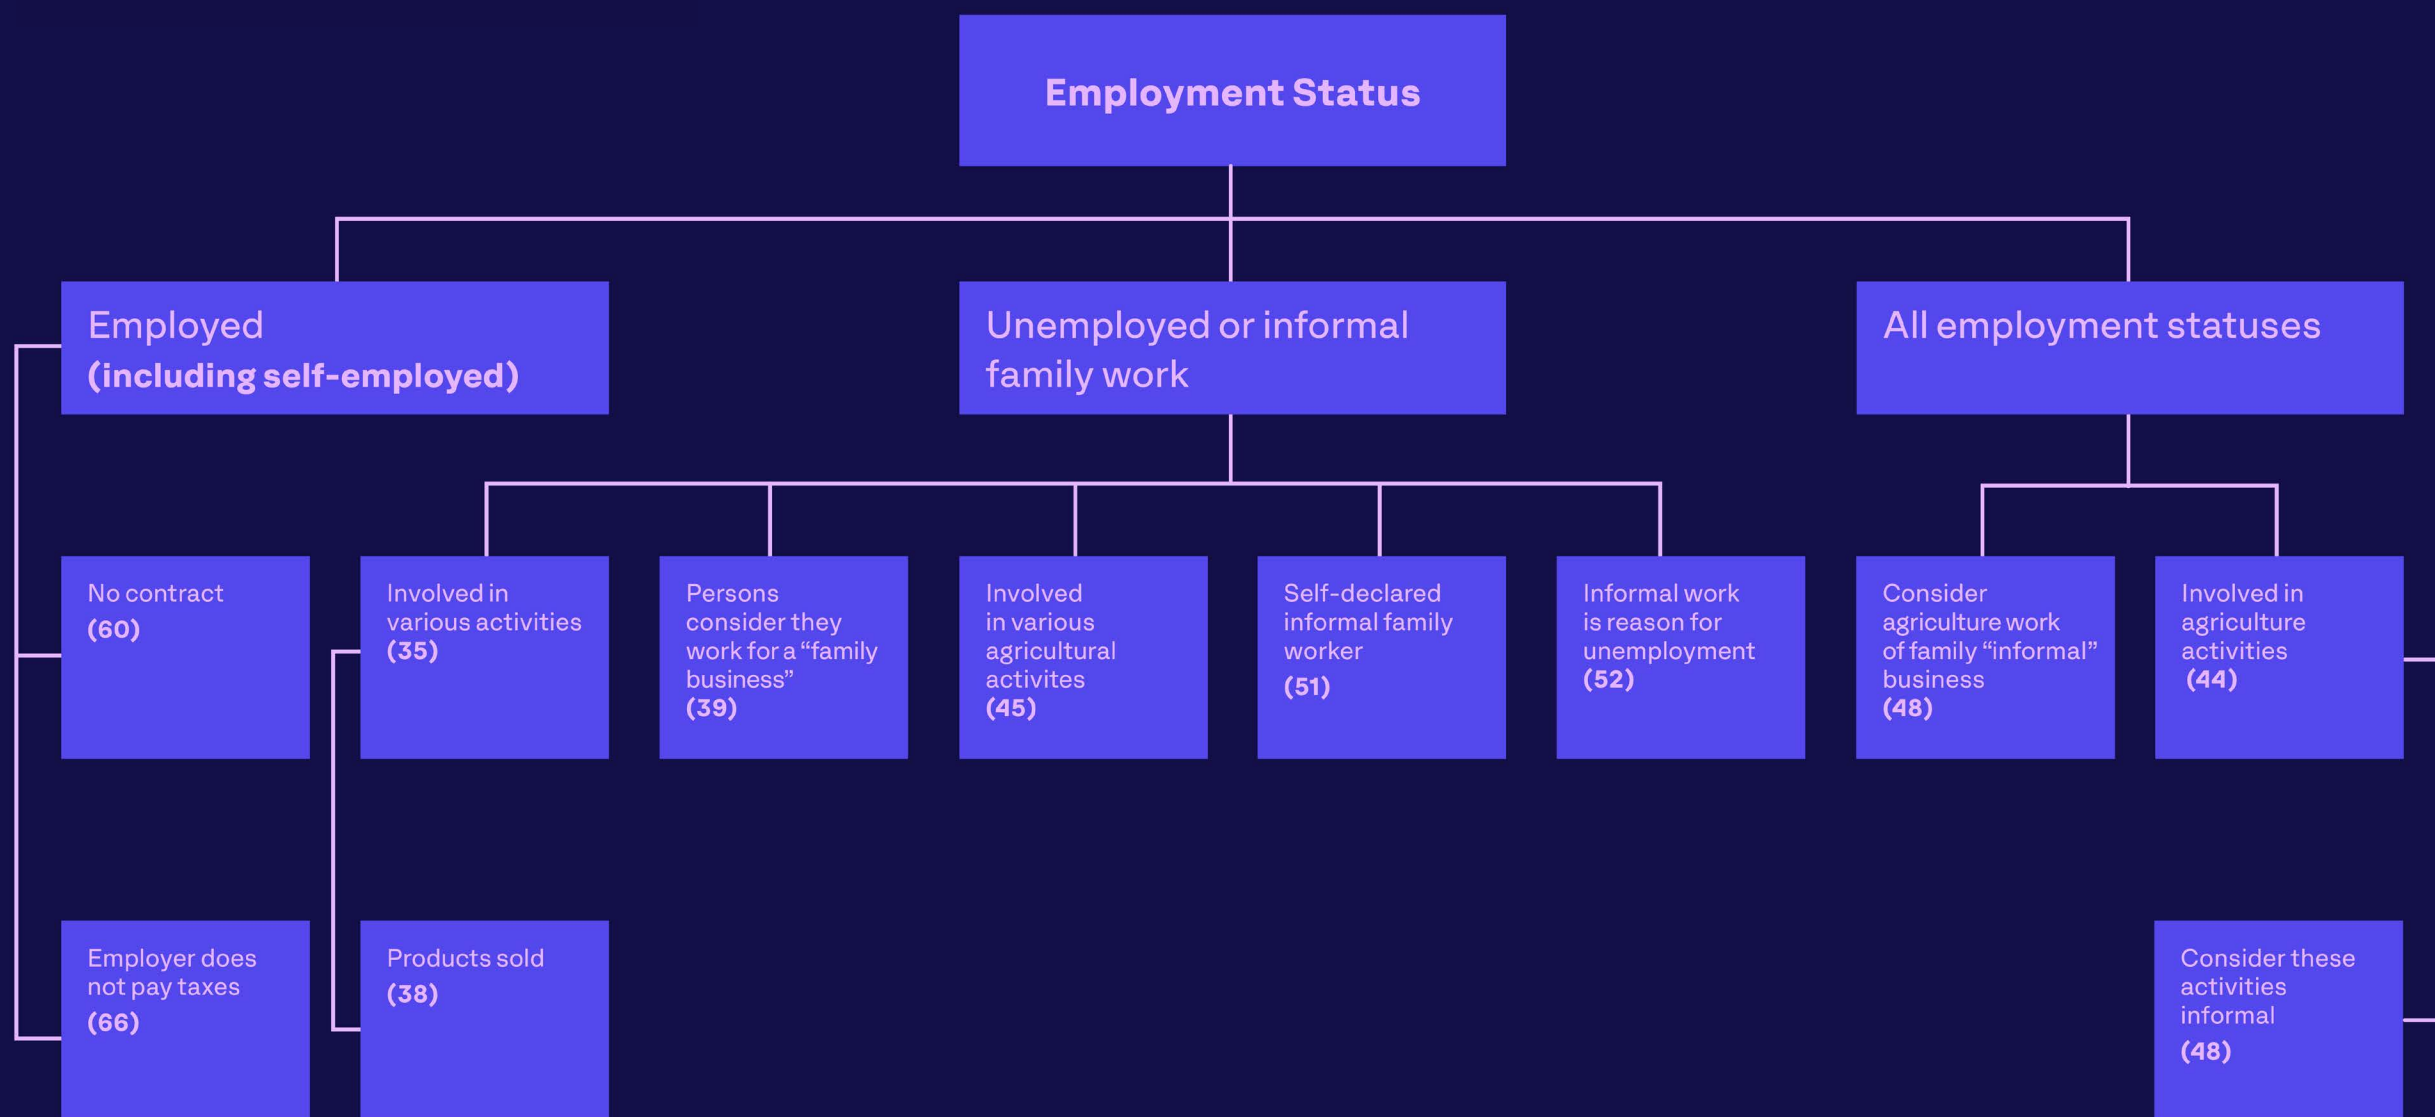 Employment Status
Employed
(including self-employed)
Unemployed or informal
family work
All employment statuses
No contract
(60)
Involved in
various activities
(35)
Persons
consider they
work for a “family
business”
(39)
Involved
in various
agricultural
activites
(45)
Self-declared
informal family
worker
(51)
Informal work
is reason for
unemployment
(52)
Consider
agriculture work
of family “informal”
business
(48)
Involved in
agriculture
activities
(44)
Employer does
not pay taxes
(66)
Products sold
(38)
Consider these
activities
informal
(48)